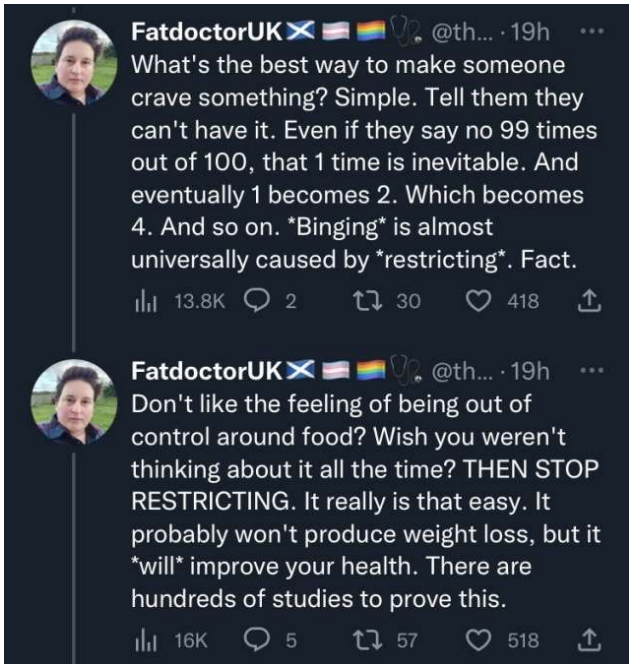 FatdoctorUK🏴󠁧󠁢󠁳󠁣󠁴󠁿🏳️‍⚧️🏳️‍🌈🩺. @th... · 19h ...
What's the best way to make someone
crave something? Simple. Tell them they
can't have it. Even if they say no 99 times
out of 100, that 1 time is inevitable. And
eventually 1 becomes 2. Which becomes
4. And so on. *Binging* is almost
universally caused by *restricting*. Fact.
13.8K 2 30 418
FatdoctorUK🏴󠁧󠁢󠁳󠁣󠁴󠁿🏳️‍⚧️🏳️‍🌈🩺. @th... · 19h ...
Don't like the feeling of being out of
control around food? Wish you weren't
thinking about it all the time? THEN STOP
RESTRICTING. It really is that easy. It
probably won't produce weight loss, but it
*will* improve your health. There are
hundreds of studies to prove this.
16K 5 57 518